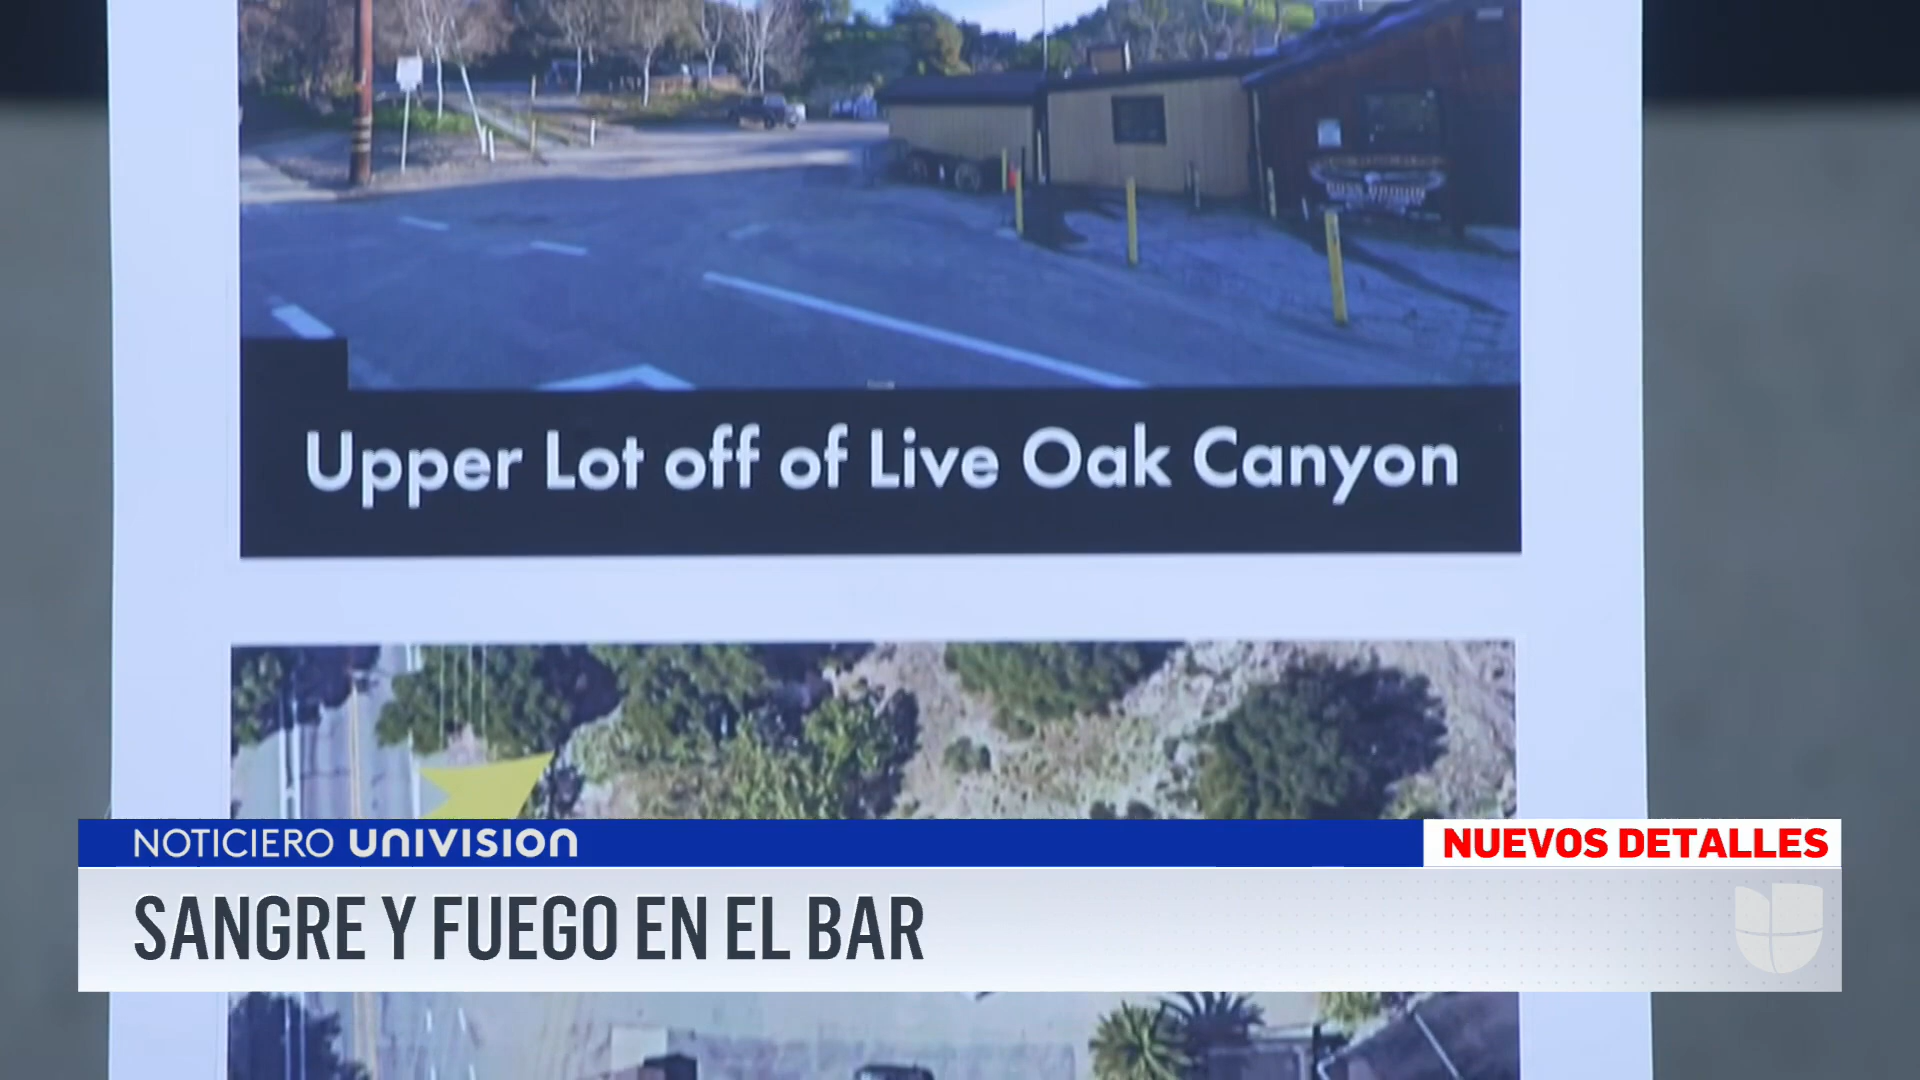 Upper Lot off of Live Oak Canyon
NOTICIERO UNIVISION
NUEVOS DETALLES
SANGRE Y FUEGO EN EL BAR